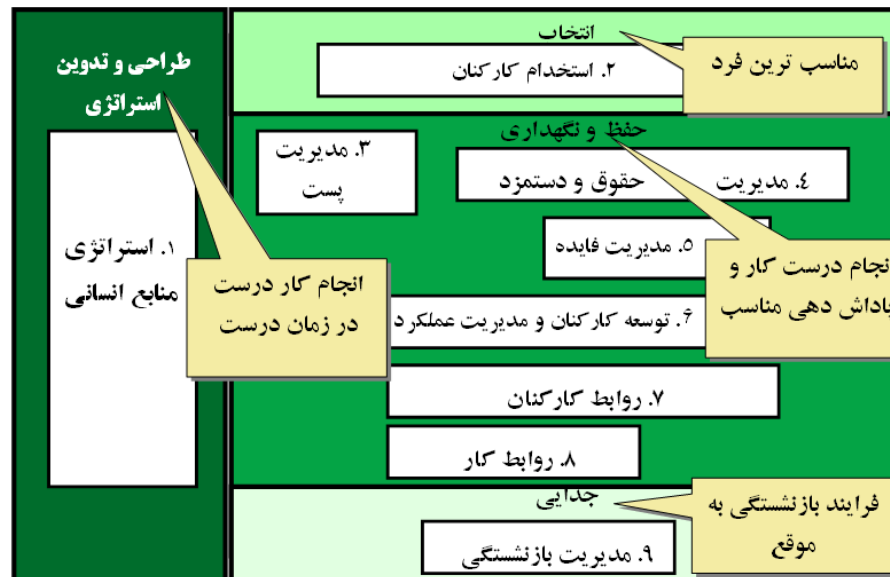 طراحی و تدوین
استراتژی
۱. استراتژی
منابع انسانی
انجام کار درست
در زمان درست
انتخاب
۲. استخدام کارکنان
مناسب ترین فرد
حفظ و نگهداری
۳. مدیریت
پست
۴. مدیریت حقوق و دستمزد
۵. مدیریت فایده
نجام درست کار و
پاداش دهی مناسب
۶. توسعه کارکنان و مدیریت عملکرد
۷. روابط کارکنان
۸. روابط کار
جدایی
۹. مدیریت بازنشستگی
فرایند بازنشستگی به
موقع